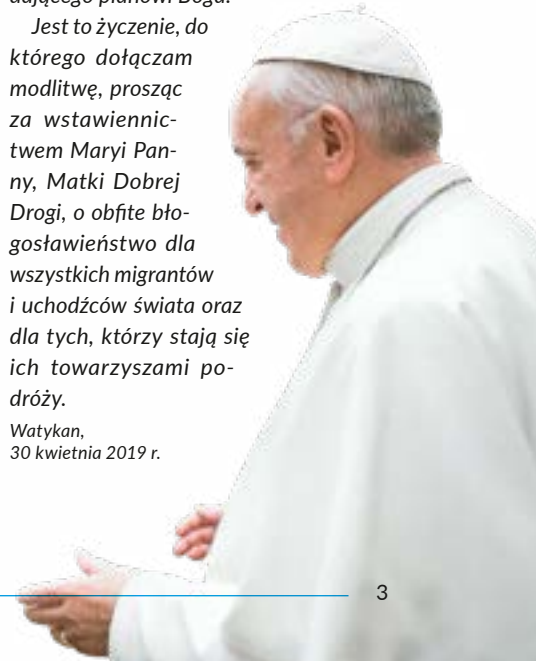 planowi Boga.
Jest to życzenie, do
którego dołączam
modlitwę, prosząc
za wstawiennic-
twem Maryi Pan-
ny, Matki Dobrej
Drogi, o obfite bło-
gosławieństwo dla
wszystkich migrantów
i uchodźców świata oraz
dla tych, którzy stają się
ich towarzyszami po-
dróży.
Watykan,
30 kwietnia 2019 r.
3